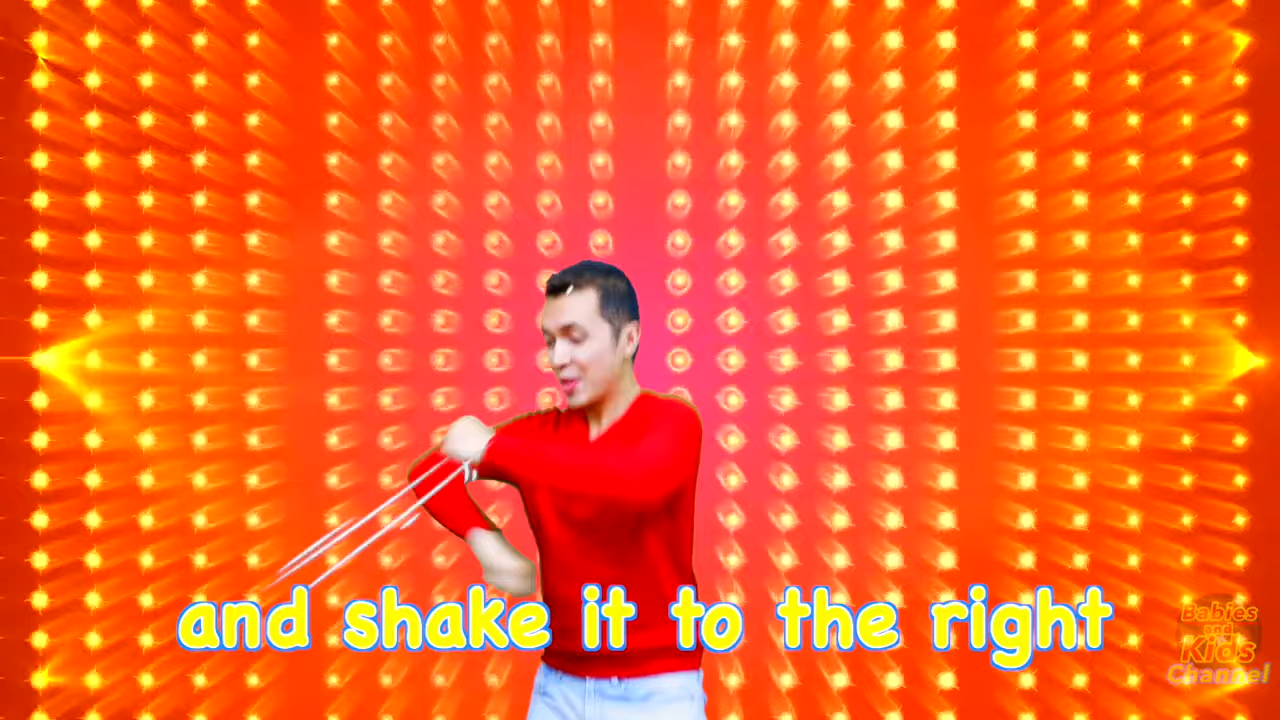 and shake it to the right
Babies
and
Kids
Channel